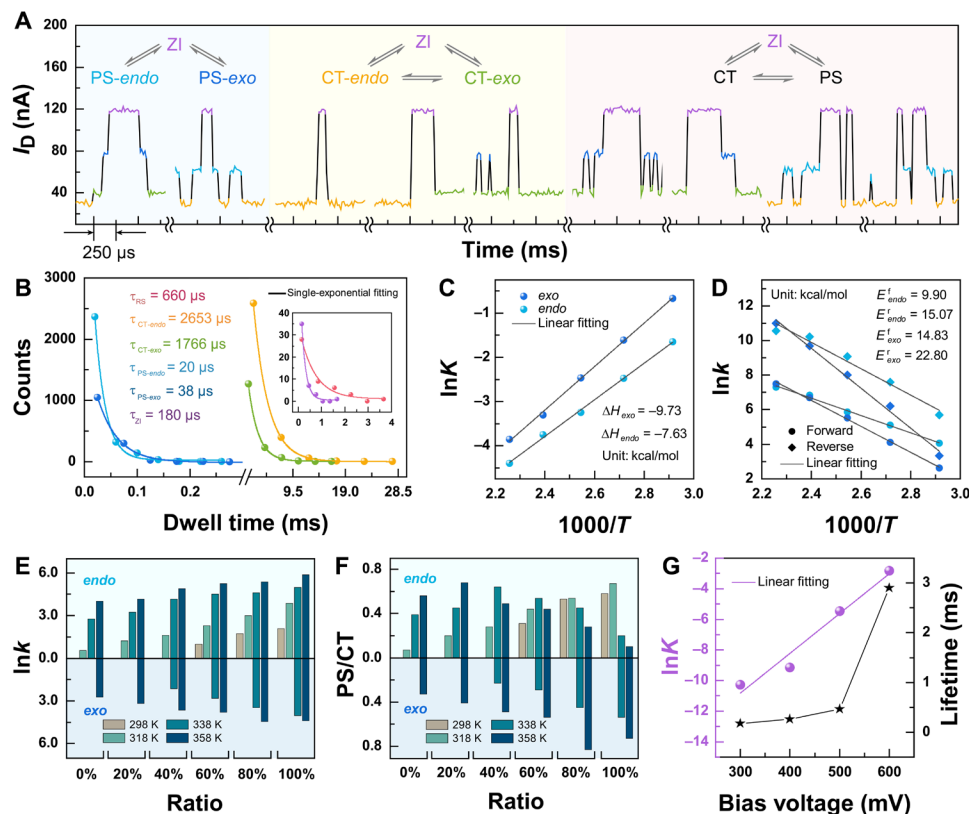 A
200
160
120
80
40
I_D (nA)
ZI
PS-endo
PS-exo
ZI
CT-endo
CT-exo
ZI
CT
PS
250 µs
Time (ms)
B
3000
2000
1000
0
Counts
τ_RS = 660 µs
τ_CT-endo = 2653 µs
τ_CT-exo = 1766 µs
τ_PS-endo = 20 µs
τ_PS-exo = 38 µs
τ_ZI = 180 µs
Single-exponential fitting
40
30
20
10
0
0 1 2 3 4
0.0 0.1 0.2 9.5 19.0 28.5
Dwell time (ms)
C
-1
-2
-3
-4
lnK
exo
endo
Linear fitting
ΔH_exo = –9.73
ΔH_endo = –7.63
Unit: kcal/mol
2.2 2.4 2.6 2.8 3.0
1000/T
D
12
10
8
6
4
2
lnk
Unit: kcal/mol
E^f_endo = 9.90
E^r_endo = 15.07
E^f_exo = 14.83
E^r_exo = 22.80
Forward
Reverse
Linear fitting
2.2 2.4 2.6 2.8 3.0
1000/T
E
6.0
3.0
0.0
3.0
6.0
lnk
endo
exo
298 K 338 K
318 K 358 K
0% 20% 40% 60% 80% 100%
Ratio
F
0.8
0.4
0.0
0.4
0.8
PS/CT
endo
exo
298 K 338 K
318 K 358 K
0% 20% 40% 60% 80% 100%
Ratio
G
−2
−4
−6
−8
−10
−12
−14
lnK
Linear fitting
3
2
1
0
Lifetime (ms)
300 400 500 600
Bias voltage (mV)